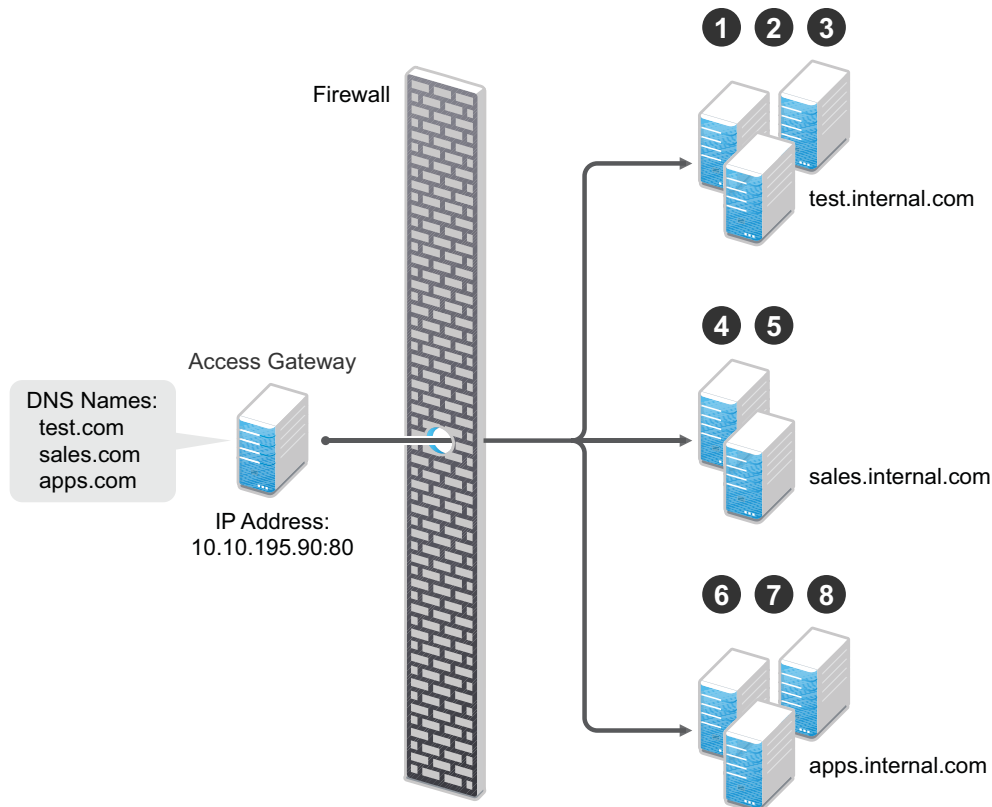 1 2 3
Firewall
test.internal.com
4 5
Access Gateway
DNS Names:
test.com
sales.com
apps.com
sales.internal.com
IP Address:
10.10.195.90:80
6 7 8
apps.internal.com